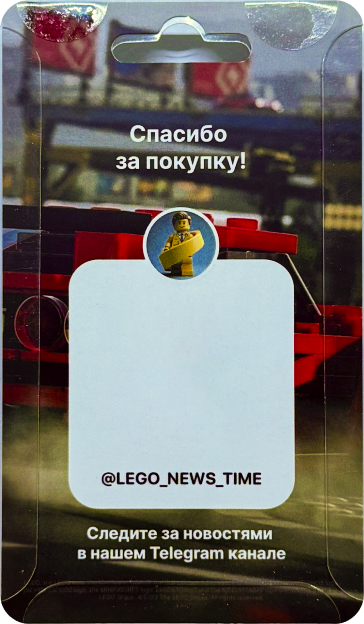 Спасибо
за покупку!
@LEGO_NEWS_TIME
Следите за новостями
в нашем Telegram канале